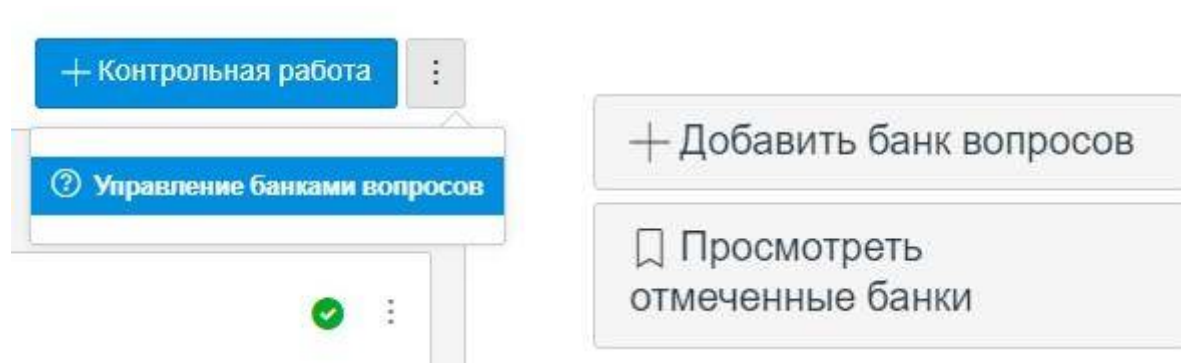 + Контрольная работа
Управление банками вопросов
+ Добавить банк вопросов
Просмотреть
отмеченные банки